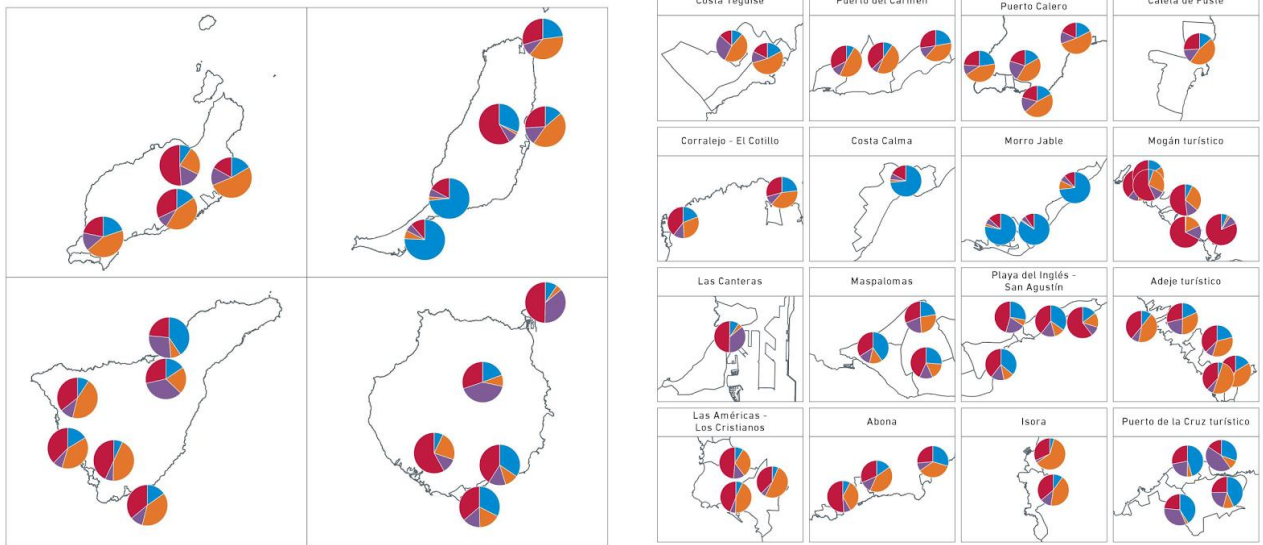 Costa Teguise
Puerto del Carmen
Puerto Calero
Caleta de Fuste
Corralejo - El Cotillo
Costa Calma
Morro Jable
Mogán turístico
Las Canteras
Maspalomas
Playa del Inglés -
San Agustín
Adeje turístico
Las Américas -
Los Cristianos
Abona
Isora
Puerto de la Cruz turístico